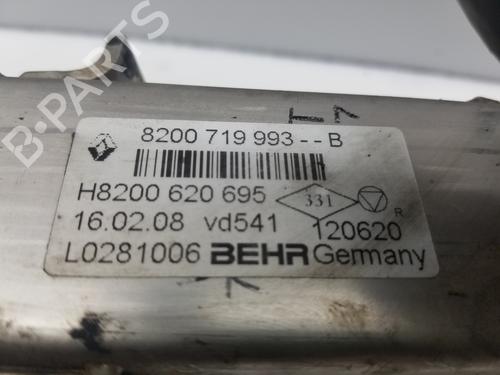 B-PARTS
8200 719 993 -- B
H8200 620 695
331
R
16.02.08 vd541
120620
L0281006 BEHR Germany